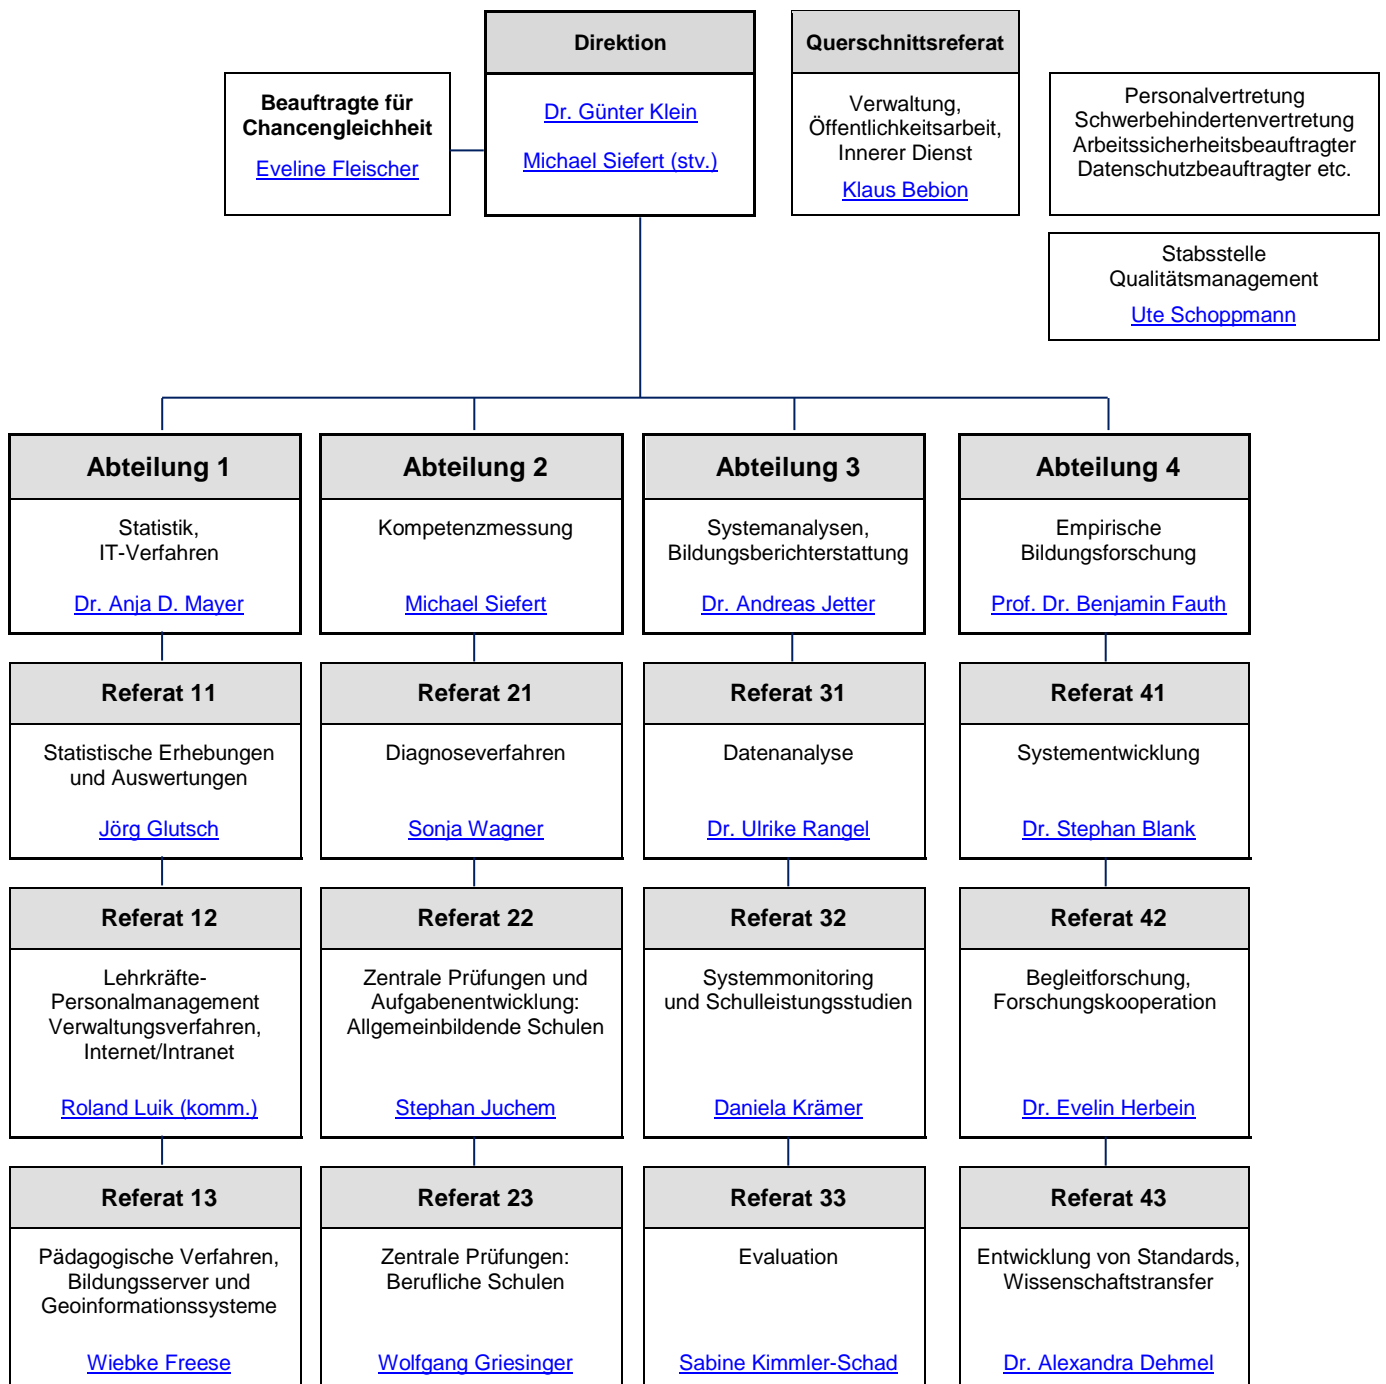 Direktion
Dr. Günter Klein
Michael Siefert (stv.)
Querschnittsreferat
Verwaltung,
Öffentlichkeitsarbeit,
Innerer Dienst
Klaus Bebion
Beauftragte für
Chancengleichheit
Eveline Fleischer
Personalvertretung
Schwerbehindertenvertretung
Arbeitssicherheitsbeauftragter
Datenschutzbeauftragter etc.
Stabsstelle
Qualitätsmanagement
Ute Schoppmann
Abteilung 1
Statistik,
IT-Verfahren
Dr. Anja D. Mayer
Abteilung 2
Kompetenzmessung
Michael Siefert
Abteilung 3
Systemanalysen,
Bildungsberichterstattung
Dr. Andreas Jetter
Abteilung 4
Empirische
Bildungsforschung
Prof. Dr. Benjamin Fauth
Referat 11
Statistische Erhebungen
und Auswertungen
Jörg Glutsch
Referat 21
Diagnoseverfahren
Sonja Wagner
Referat 31
Datenanalyse
Dr. Ulrike Rangel
Referat 41
Systementwicklung
Dr. Stephan Blank
Referat 12
Lehrkräfte-
Personalmanagement
Verwaltungsverfahren,
Internet/Intranet
Roland Luik (komm.)
Referat 22
Zentrale Prüfungen und
Aufgabenentwicklung:
Allgemeinbildende Schulen
Stephan Juchem
Referat 32
Systemmonitoring
und Schulleistungsstudien
Daniela Krämer
Referat 42
Begleitforschung,
Forschungskooperation
Dr. Evelin Herbein
Referat 13
Pädagogische Verfahren,
Bildungsserver und
Geoinformationssysteme
Wiebke Freese
Referat 23
Zentrale Prüfungen:
Berufliche Schulen
Wolfgang Griesinger
Referat 33
Evaluation
Sabine Kimmler-Schad
Referat 43
Entwicklung von Standards,
Wissenschaftstransfer
Dr. Alexandra Dehmel